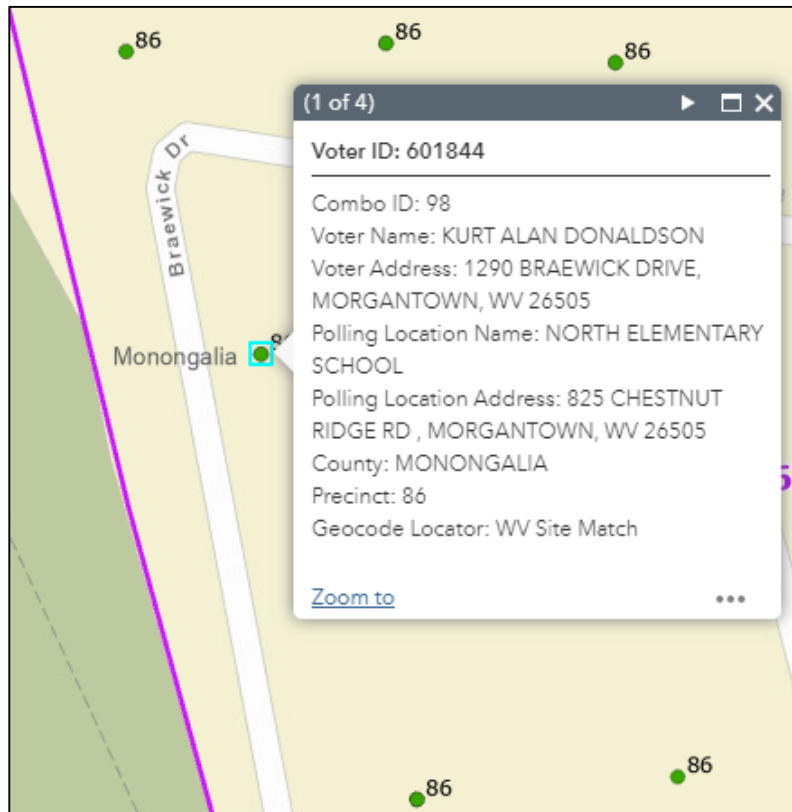 86
86
86
(1 of 4)
Voter ID: 601844
Combo ID: 98
Voter Name: KURT ALAN DONALDSON
Voter Address: 1290 BRAEWICK DRIVE,
MORGANTOWN, WV 26505
Polling Location Name: NORTH ELEMENTARY
SCHOOL
Polling Location Address: 825 CHESTNUT
RIDGE RD , MORGANTOWN, WV 26505
County: MONONGALIA
Precinct: 86
Geocode Locator: WV Site Match
Zoom to
Braewick Dr
Monongalia
86
86